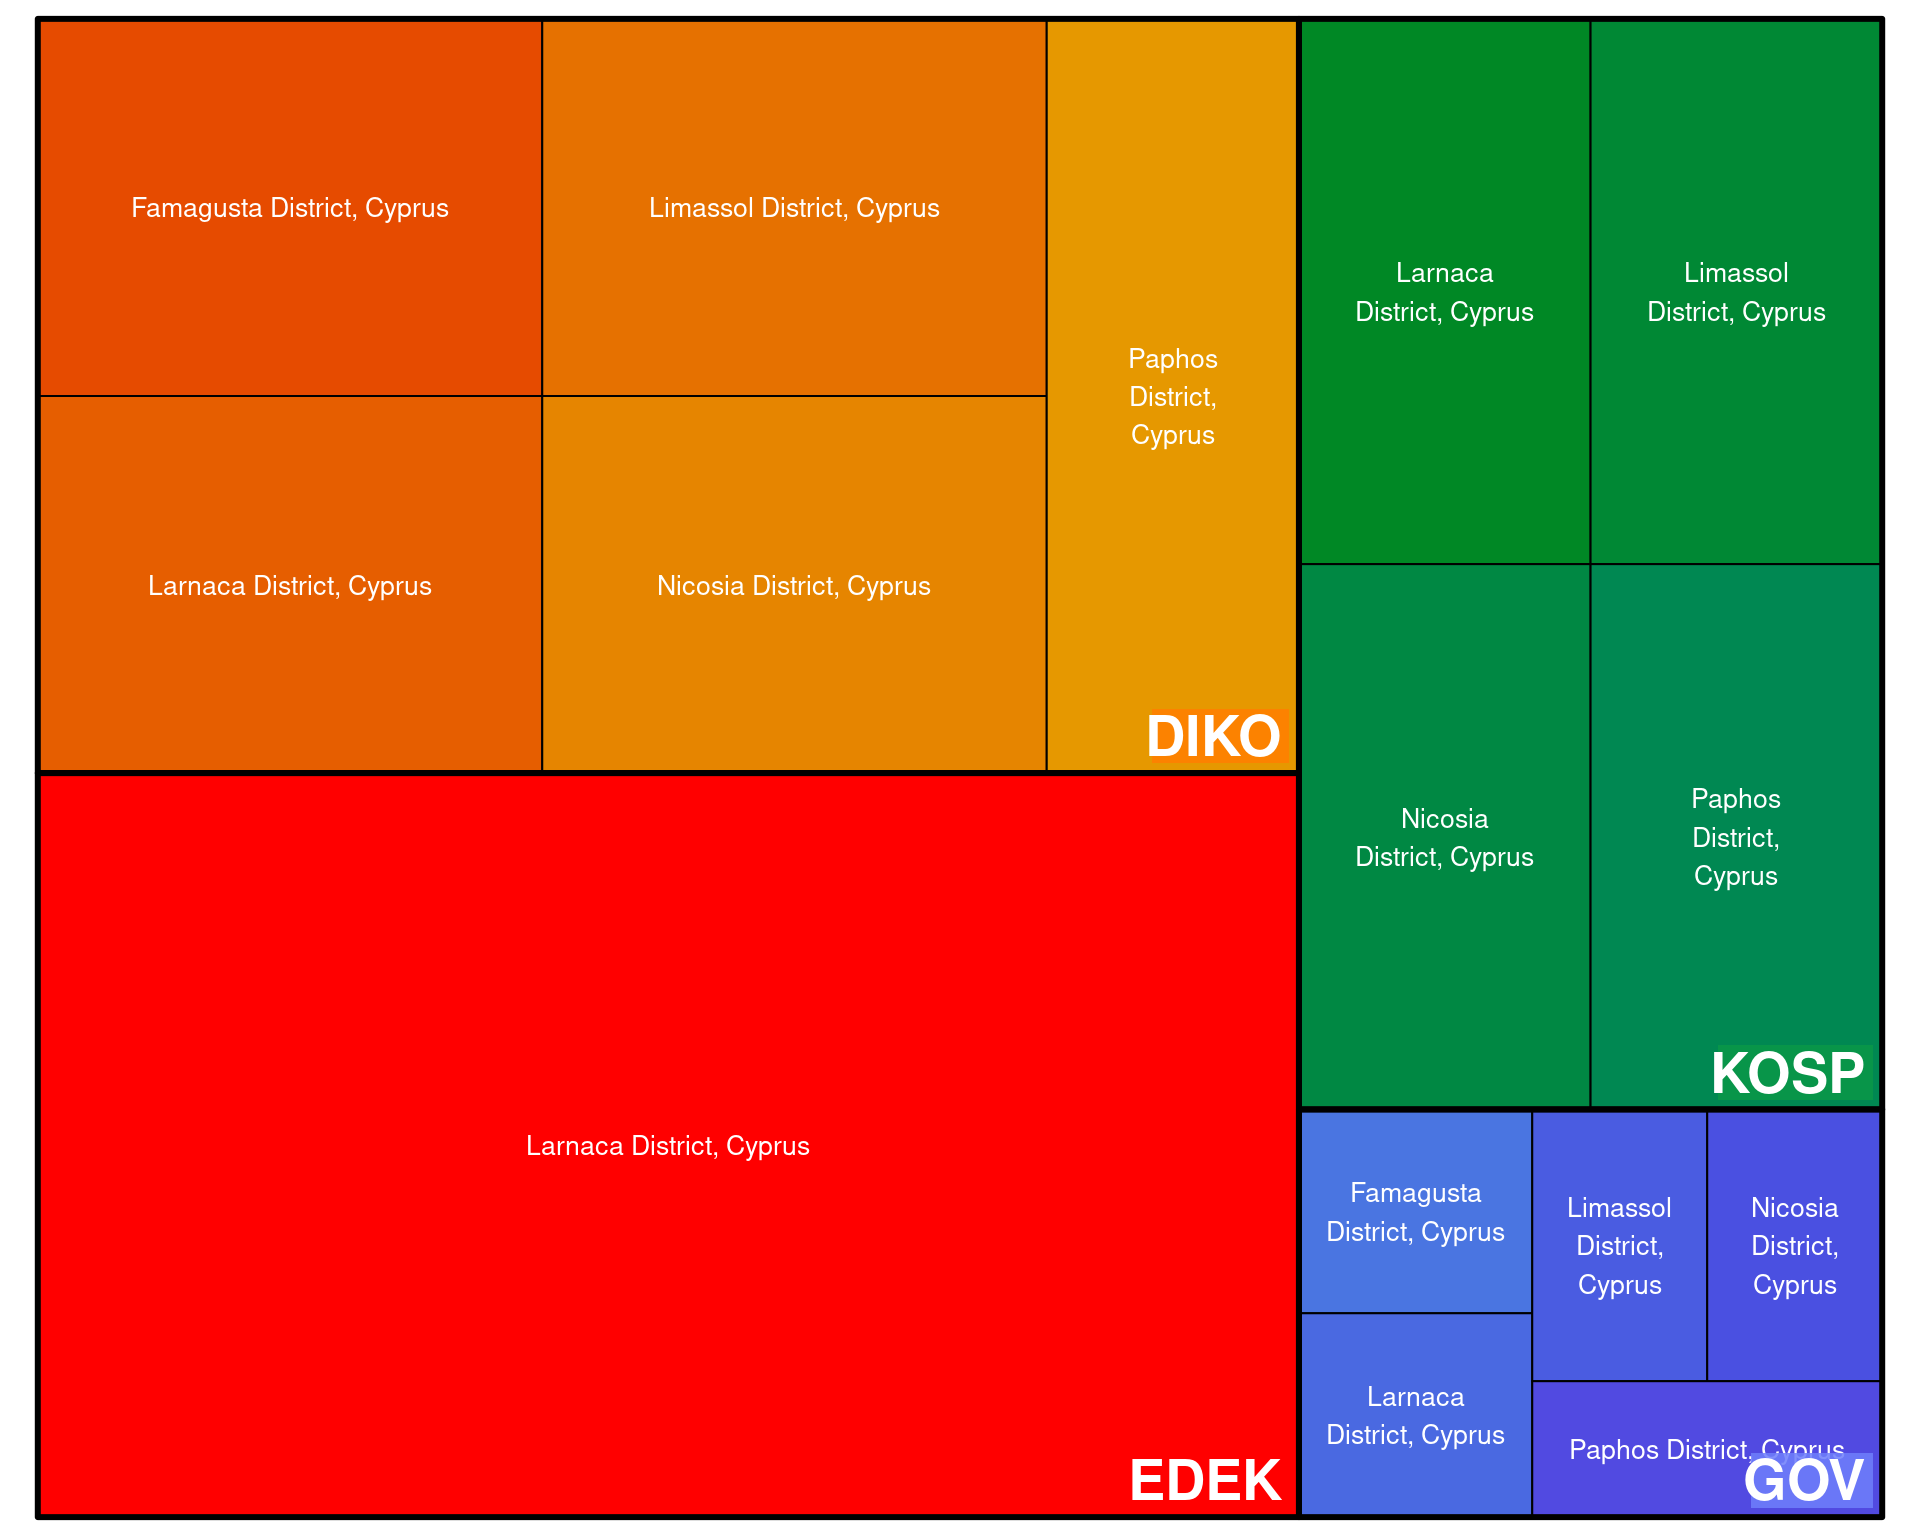 Famagusta District, Cyprus
Limassol District, Cyprus
Paphos
District,
Cyprus
Larnaca District, Cyprus
Nicosia District, Cyprus
DIKO
Larnaca
District, Cyprus
Limassol
District, Cyprus
Nicosia
District, Cyprus
Paphos
District,
Cyprus
KOSP
Larnaca District, Cyprus
EDEK
Famagusta
District, Cyprus
Limassol
District,
Cyprus
Nicosia
District,
Cyprus
Larnaca
District, Cyprus
Paphos District, Cyprus
GOV